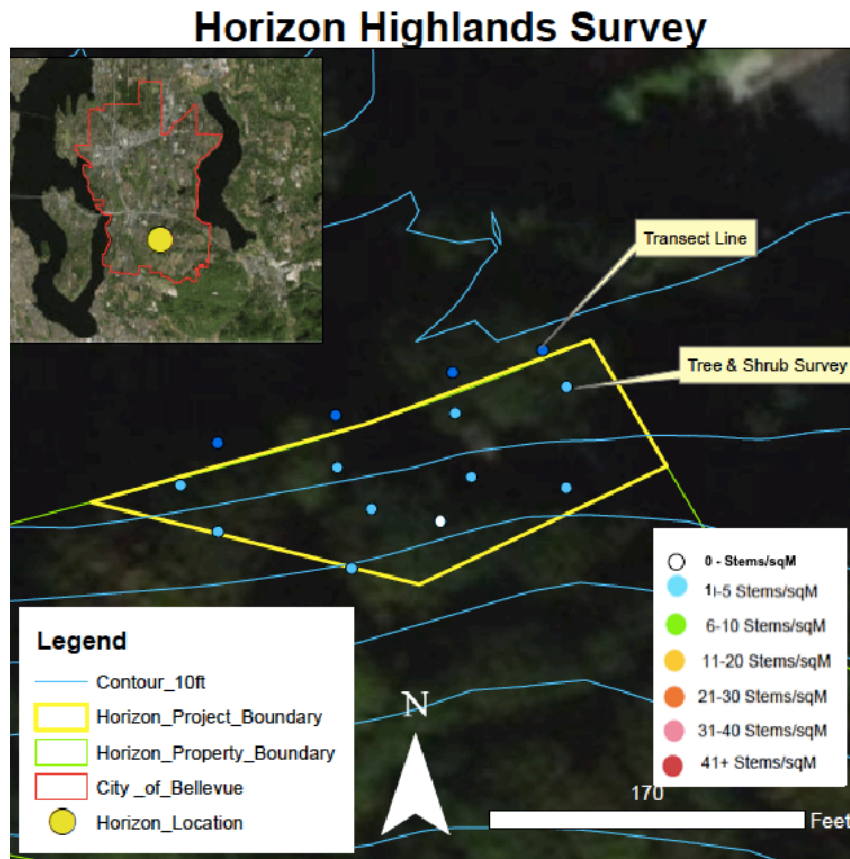 Horizon Highlands Survey
Transect Line
Tree & Shrub Survey
0 - Stems/sqM
1-5 Stems/sqM
6-10 Stems/sqM
11-20 Stems/sqM
21-30 Stems/sqM
31-40 Stems/sqM
41+ Stems/sqM
Legend
Contour_10ft
Horizon_Project_Boundary
Horizon_Property_Boundary
City _of_Bellevue
Horizon_Location
N
170
Feet